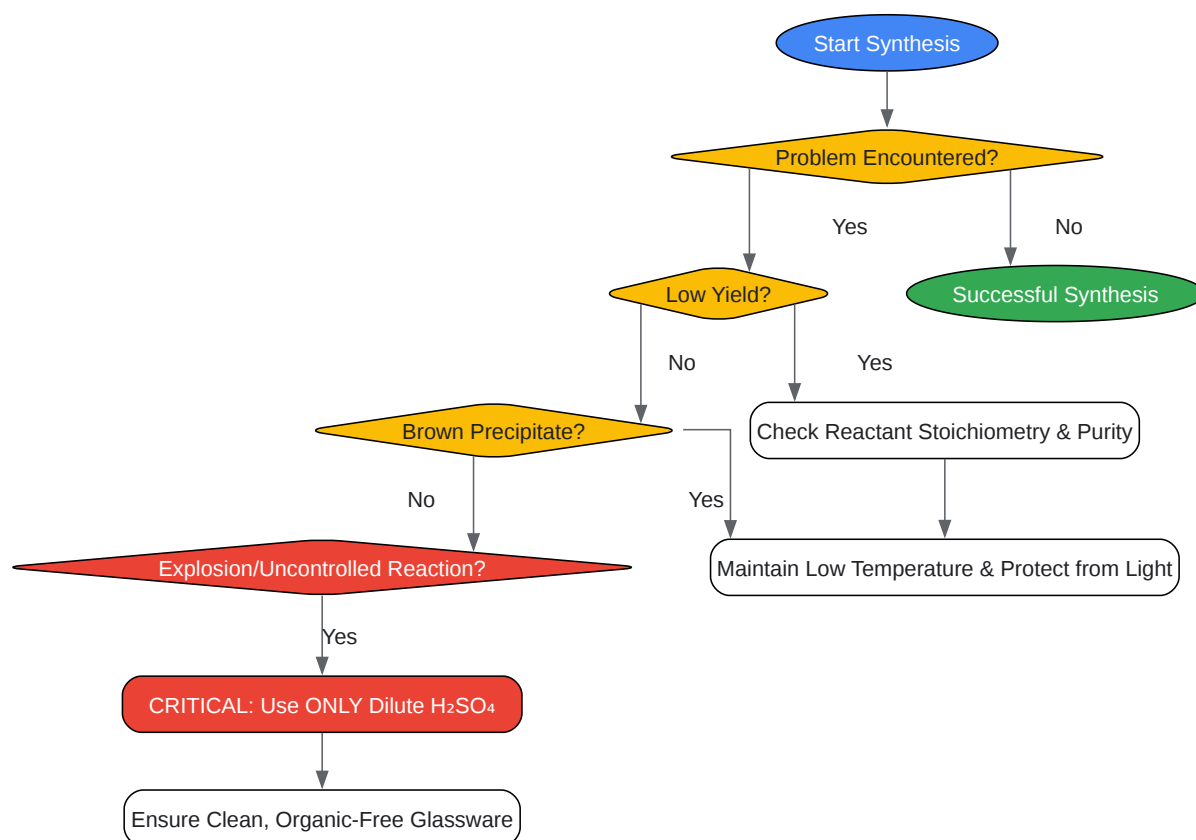 Start Synthesis
Problem Encountered?
Yes
No
Low Yield?
Successful Synthesis
No
Yes
Brown Precipitate?
Check Reactant Stoichiometry & Purity
No
Yes
Explosion/Uncontrolled Reaction?
Maintain Low Temperature & Protect from Light
Yes
CRITICAL: Use ONLY Dilute H₂SO₄
Ensure Clean, Organic-Free Glassware